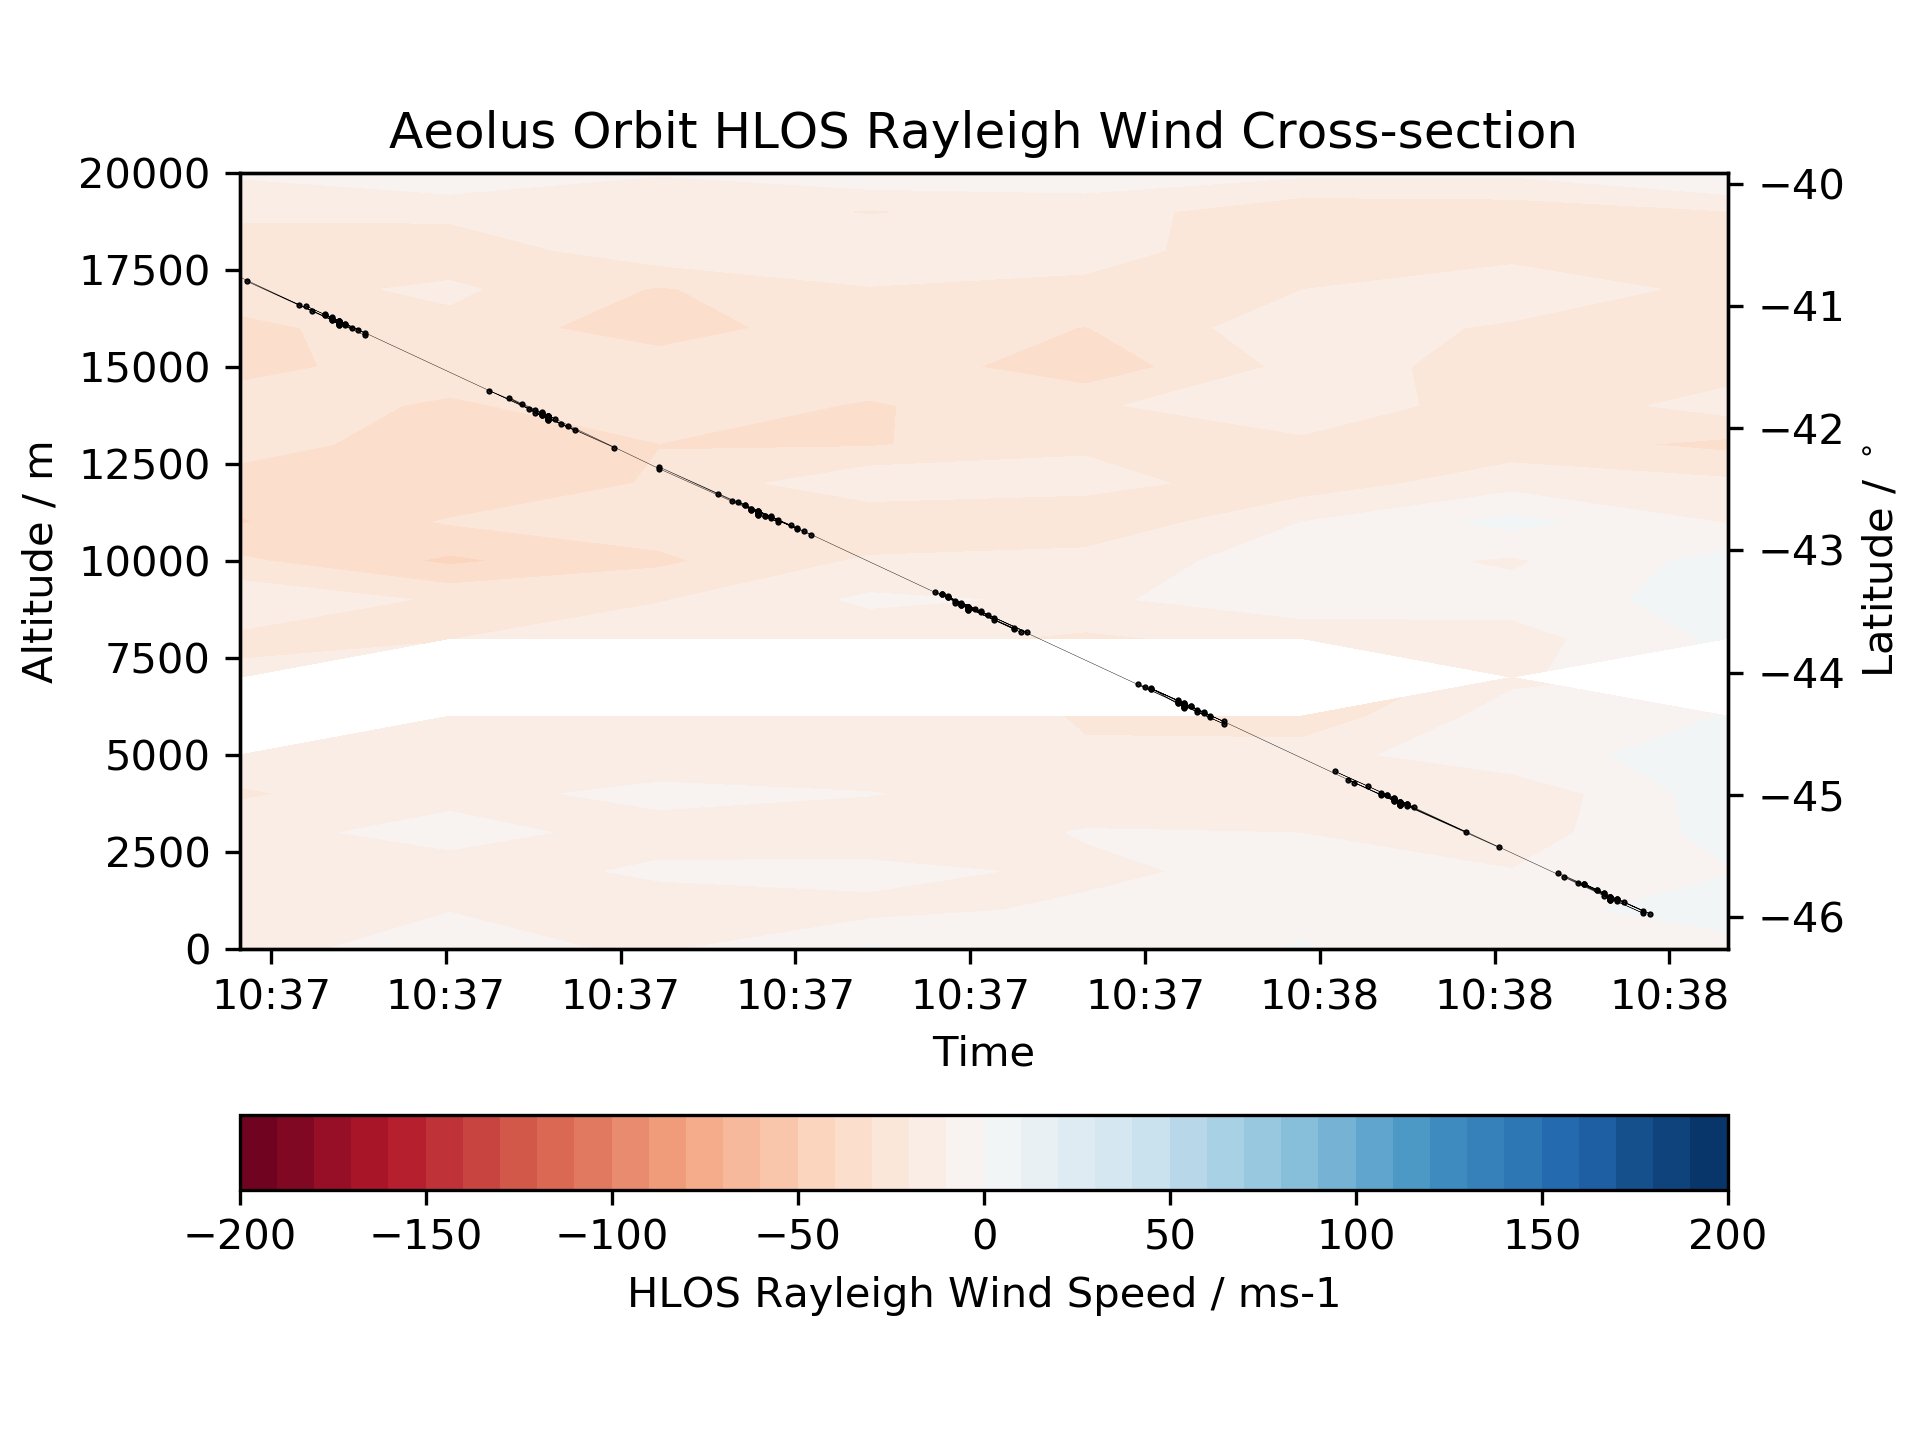 Aeolus Orbit HLOS Rayleigh Wind Cross-section
20000
17500
15000
12500
10000
7500
5000
2500
0
Altitude / m
−40
−41
−42
−43
−44
−45
−46
Latitude / °
10:37 10:37 10:37 10:37 10:37 10:37 10:38 10:38 10:38
Time
−200 −150 −100 −50 0 50 100 150 200
HLOS Rayleigh Wind Speed / ms-1